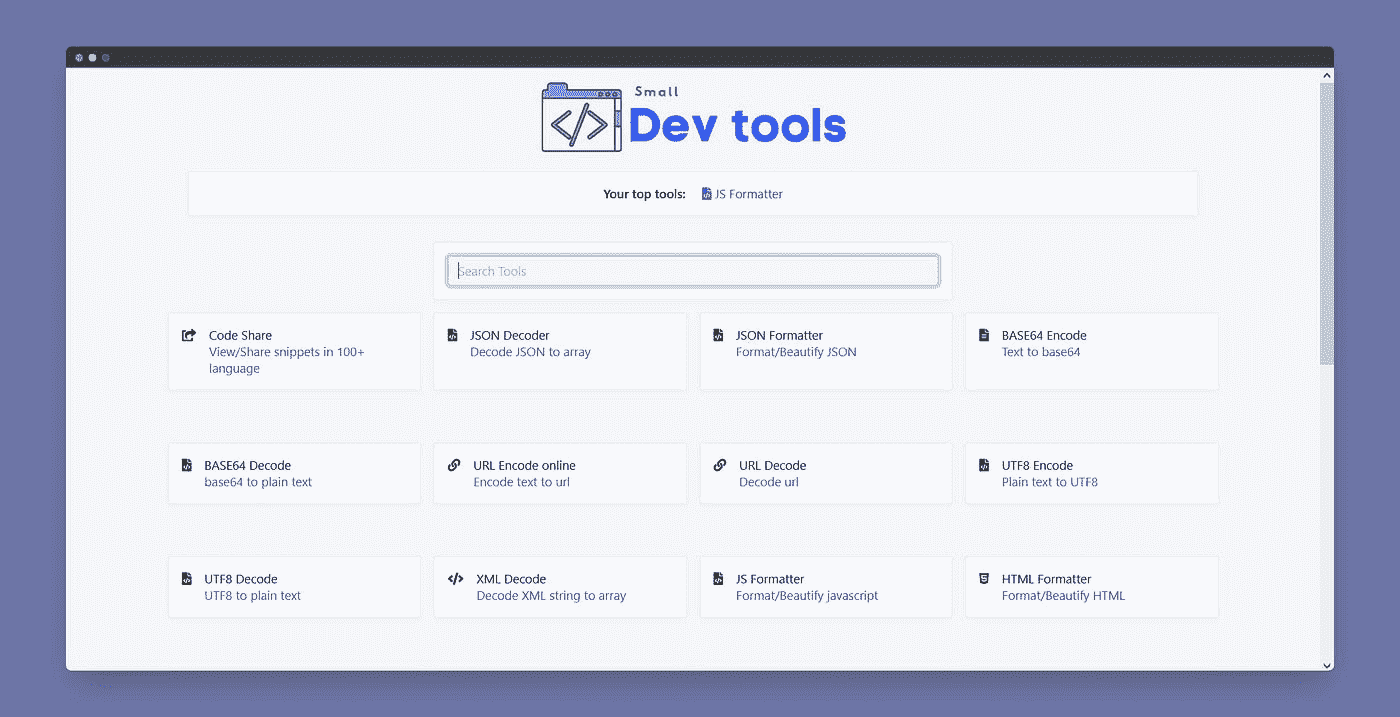 Small
Dev tools
Your top tools: JS Formatter
Search Tools
Code Share
View/Share snippets in 100+
language
JSON Decoder
Decode JSON to array
JSON Formatter
Format/Beautify JSON
BASE64 Encode
Text to base64
BASE64 Decode
base64 to plain text
URL Encode online
Encode text to url
URL Decode
Decode url
UTF8 Encode
Plain text to UTF8
UTF8 Decode
UTF8 to plain text
XML Decode
Decode XML string to array
JS Formatter
Format/Beautify javascript
HTML Formatter
Format/Beautify HTML